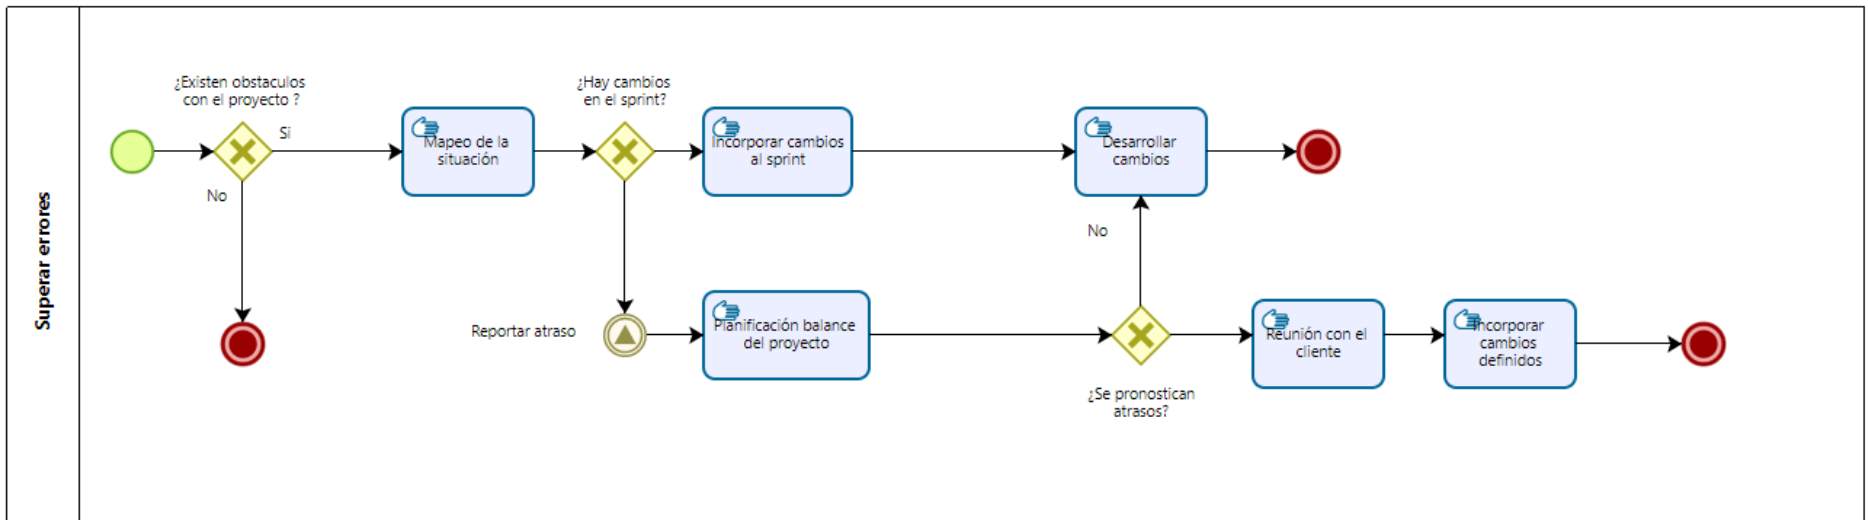 Superar errores
¿Existen obstaculos
con el proyecto ?
Si
No
Mapeo de la
situación
¿Hay cambios
en el sprint?
Incorporar cambios
al sprint
Desarrollar
cambios
Reportar atraso
Planificación balance
del proyecto
No
¿Se pronostican
atrasos?
Reunión con el
cliente
Incorporar
cambios
definidos